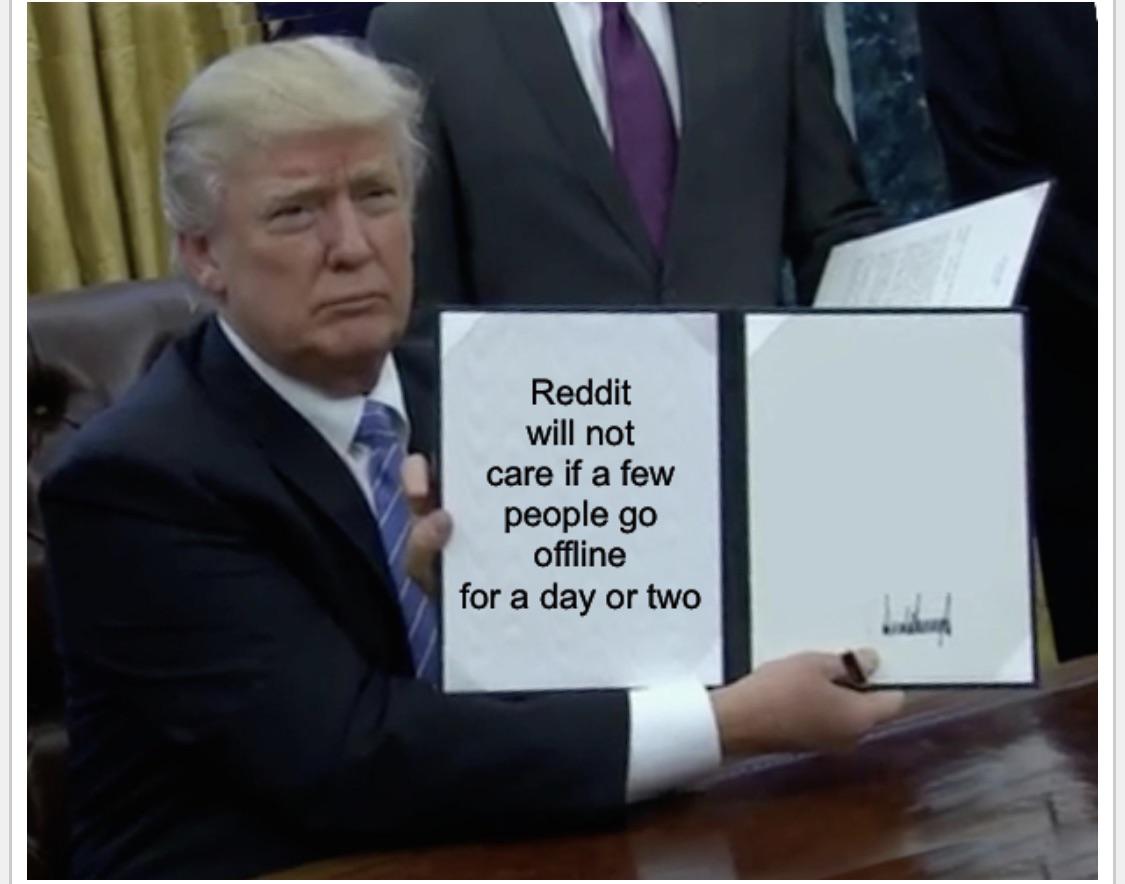 Reddit
will not
care if a few
people go
offline
for a day or two